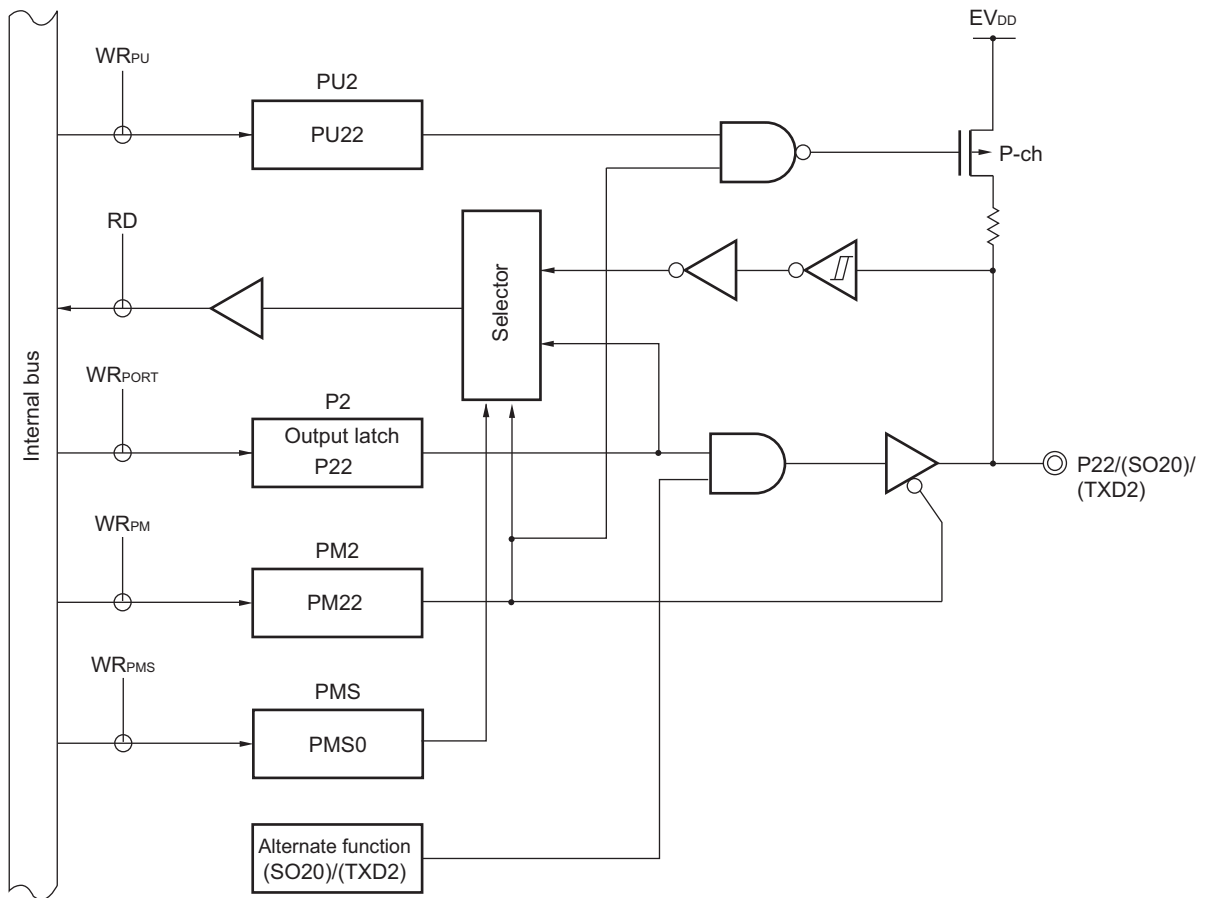 EVDD
WRPU
PU2
PU22
P-ch
RD
Selector
Internal bus
WRPORT
P2
Output latch
P22
P22/(SO20)/
(TXD2)
WRPM
PM2
PM22
WRPMS
PMS
PMS0
Alternate function
(SO20)/(TXD2)